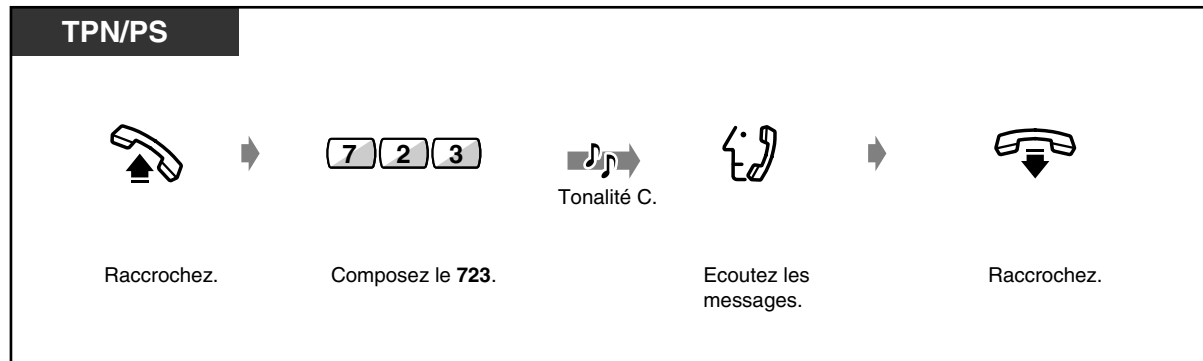 TPN/PS
7 2 3
Tonalité C.
Raccrochez.
Composez le 723.
Ecoutez les
messages.
Raccrochez.